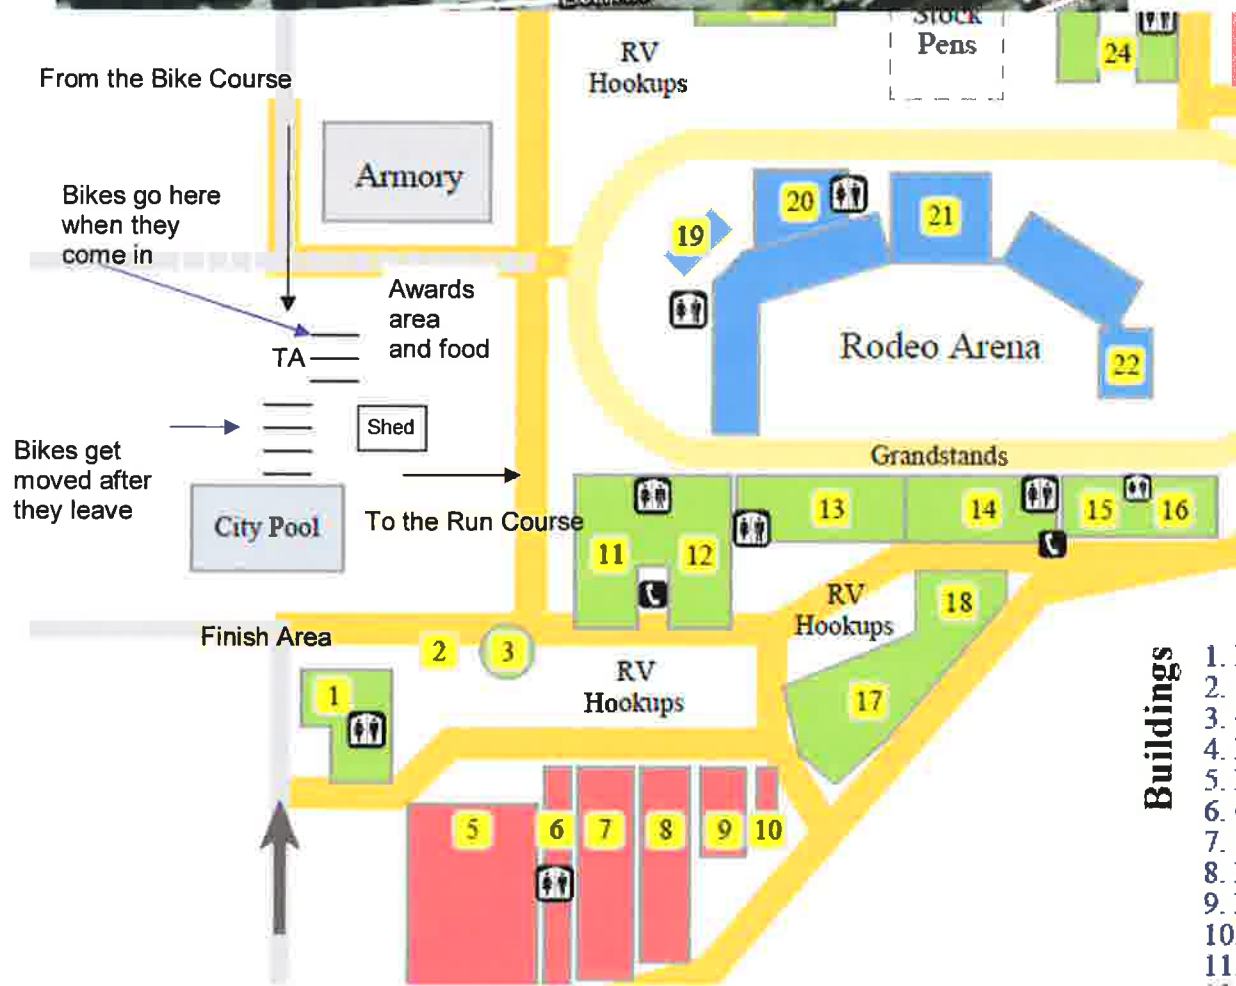 Stock
Pens
RV
Hookups
24
From the Bike Course
Armory
Bikes go here
when they
come in
19
20
21
Awards
area
and food
TA
Rodeo Arena
22
Shed
Grandstands
Bikes get
moved after
they leave
City Pool
To the Run Course
11
12
13
14
15
16
RV
Hookups
18
17
Finish Area
2
3
1
RV
Hookups
5
6
7
8
9
10
Buildings
1.
2.
3.
4.
5.
6.
7.
8.
9.
10
11